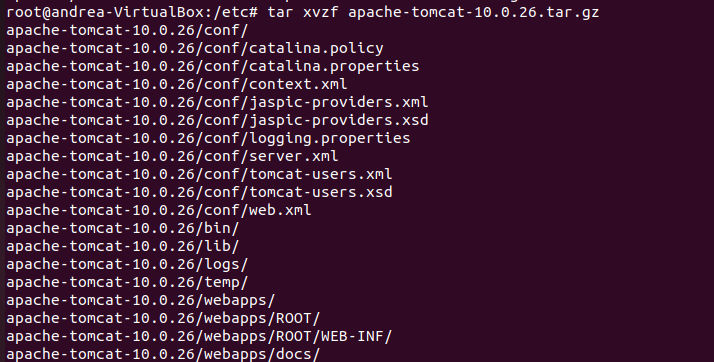 root@andrea-VirtualBox:/etc# tar xvzf apache-tomcat-10.0.26.tar.gz
apache-tomcat-10.0.26/conf/
apache-tomcat-10.0.26/conf/catalina.policy
apache-tomcat-10.0.26/conf/catalina.properties
apache-tomcat-10.0.26/conf/context.xml
apache-tomcat-10.0.26/conf/jaspic-providers.xml
apache-tomcat-10.0.26/conf/jaspic-providers.xsd
apache-tomcat-10.0.26/conf/logging.properties
apache-tomcat-10.0.26/conf/server.xml
apache-tomcat-10.0.26/conf/tomcat-users.xml
apache-tomcat-10.0.26/conf/tomcat-users.xsd
apache-tomcat-10.0.26/conf/web.xml
apache-tomcat-10.0.26/bin/
apache-tomcat-10.0.26/lib/
apache-tomcat-10.0.26/logs/
apache-tomcat-10.0.26/temp/
apache-tomcat-10.0.26/webapps/
apache-tomcat-10.0.26/webapps/ROOT/
apache-tomcat-10.0.26/webapps/ROOT/WEB-INF/
apache-tomcat-10.0.26/webapps/docs/